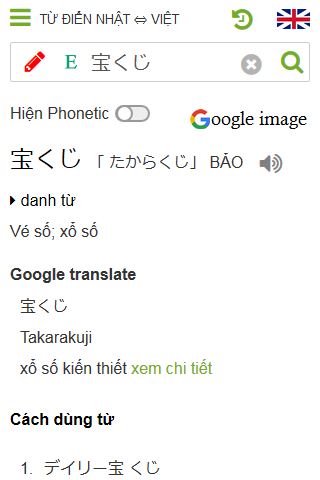 TỪ ĐIỂN NHẬT ⇔ VIỆT
E 宝くじ
Hiện Phonetic
Google image
宝くじ 「たからくじ」 BẢO
danh từ
Vé số; xổ số
Google translate
宝くじ
Takarakuji
xổ số kiến thiết xem chi tiết
Cách dùng từ
1. デイリー宝 くじ